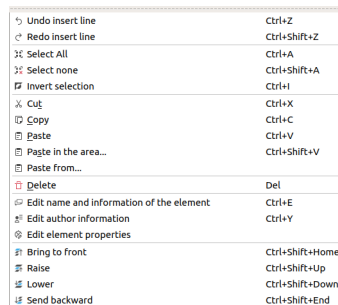 Undo insert line Ctrl+Z
Redo insert line Ctrl+Shift+Z
Select All Ctrl+A
Select none Ctrl+Shift+A
Invert selection Ctrl+I
Cut Ctrl+X
Copy Ctrl+C
Paste Ctrl+V
Paste in the area... Ctrl+Shift+V
Paste from...
Delete Del
Edit name and information of the element Ctrl+E
Edit author information Ctrl+Y
Edit element properties
Bring to front Ctrl+Shift+Home
Raise Ctrl+Shift+Up
Lower Ctrl+Shift+Down
Send backward Ctrl+Shift+End